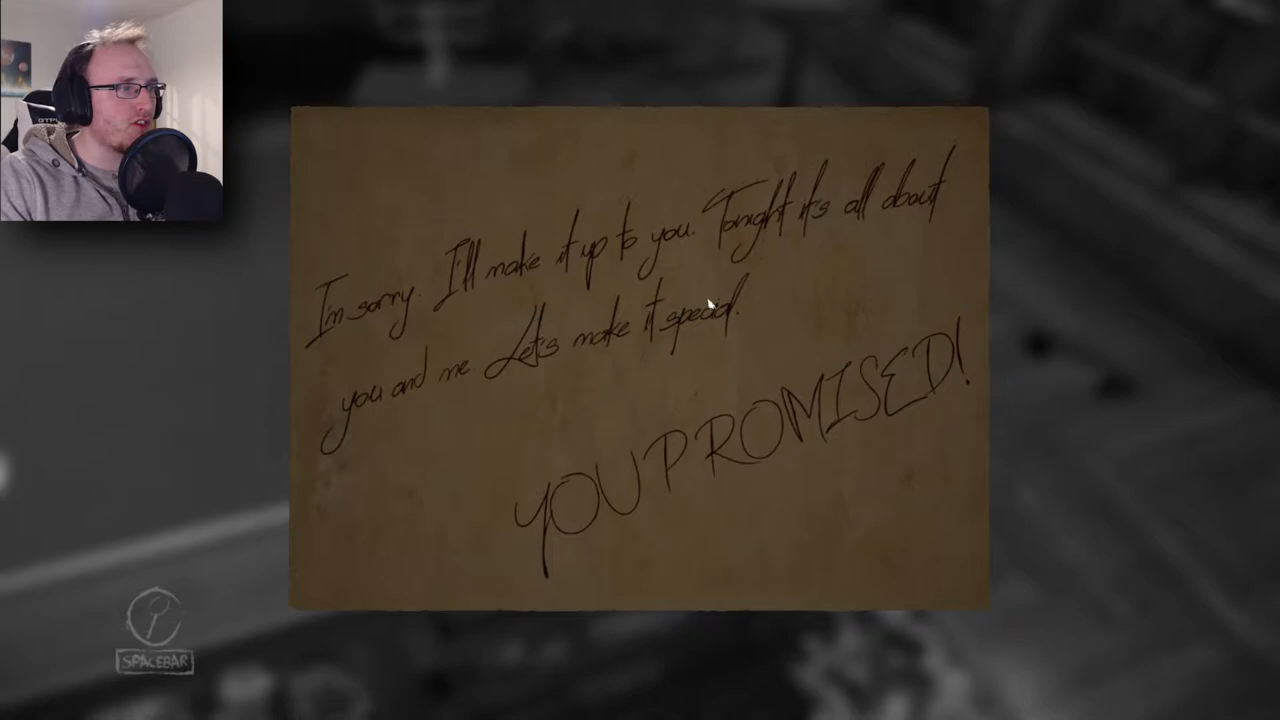 I'm sorry. I'll make it up to you. Tonight it's all about
you and me. Let's make it special.
YOU PROMISED!
SPACEBAR